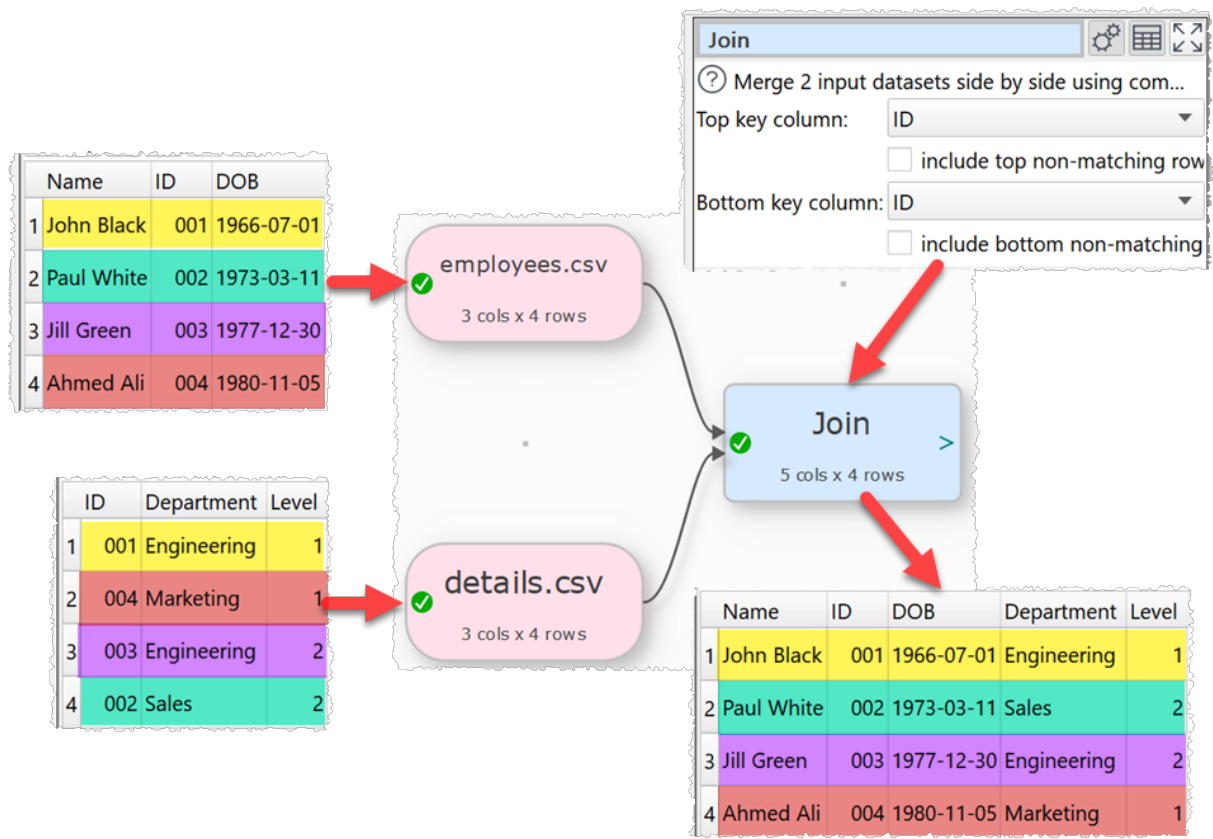 Join
? Merge 2 input datasets side by side using com...
Top key column: ID
include top non-matching row
Bottom key column: ID
include bottom non-matching
Name ID DOB
1 John Black 001 1966-07-01
2 Paul White 002 1973-03-11
3 Jill Green 003 1977-12-30
4 Ahmed Ali 004 1980-11-05
employees.csv
3 cols x 4 rows
Join
>
5 cols x 4 rows
ID Department Level
1 001 Engineering 1
2 004 Marketing 1
3 003 Engineering 2
4 002 Sales 2
details.csv
3 cols x 4 rows
Name ID DOB Department Level
1 John Black 001 1966-07-01 Engineering 1
2 Paul White 002 1973-03-11 Sales 2
3 Jill Green 003 1977-12-30 Engineering 2
4 Ahmed Ali 004 1980-11-05 Marketing 1